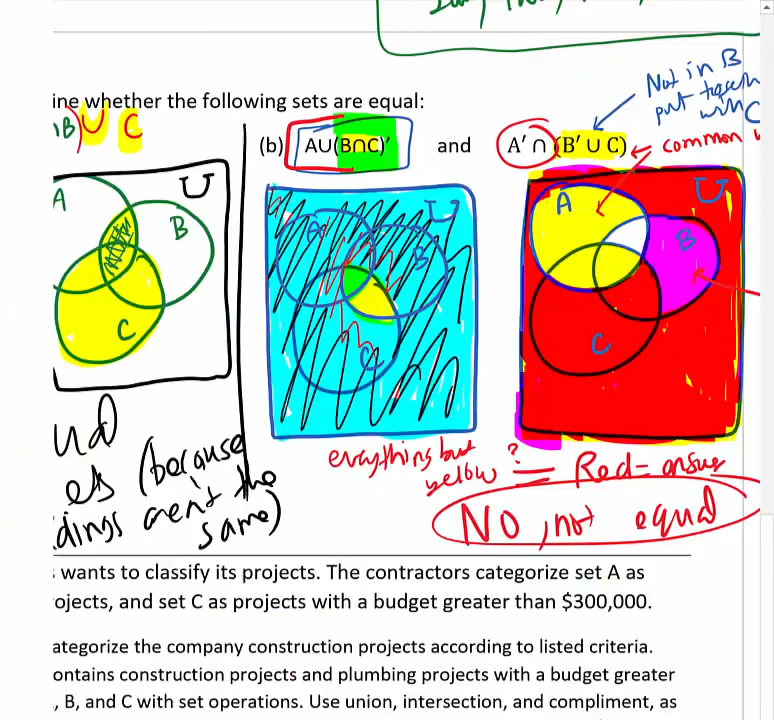 ine whether the following sets are equal:
B) ∪ C
(b) A∪(B∩C)′ and A′ ∩ (B′ ∪ C)
Not in B
put
with C
common
A
B
C
U
A
B
C
U
A
B
C
U
(because
aren't the
same)
everything but
yellow
?
=
Red - answer
No, not equal
wants to classify its projects. The contractors categorize set A as
ojects, and set C as projects with a budget greater than $300,000.
ategorize the company construction projects according to listed criteria.
ontains construction projects and plumbing projects with a budget greater
, B, and C with set operations. Use union, intersection, and compliment, as